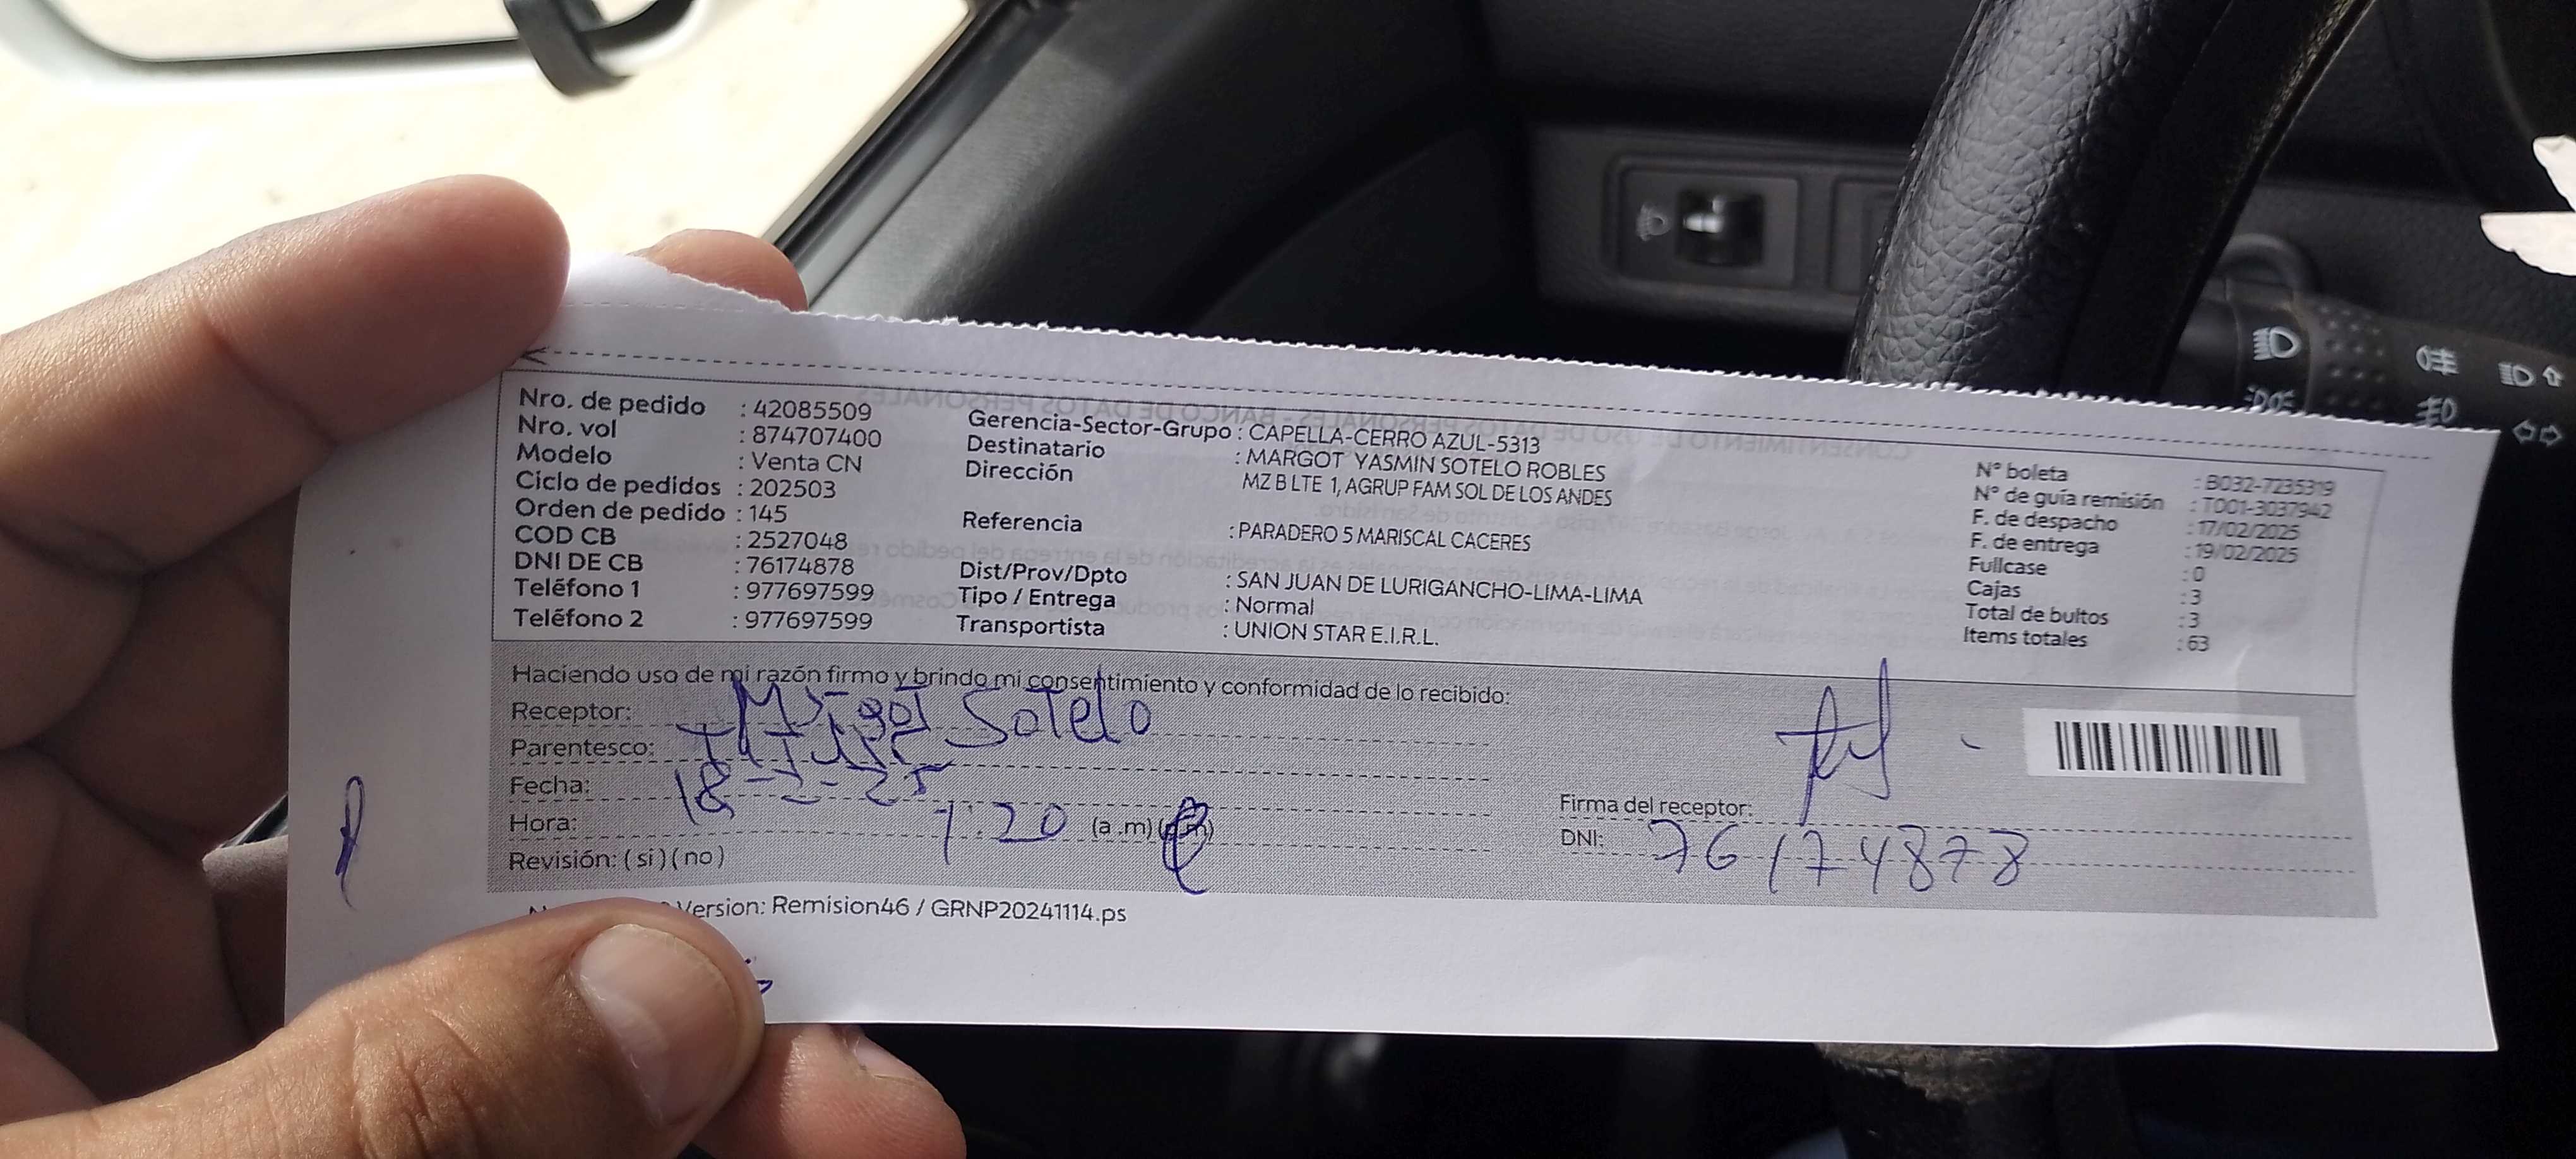 Nro. de pedido : 42085509
Nro. vol : 874707400
Modelo : Venta CN
Ciclo de pedidos : 202503
Orden de pedido : 145
COD CB : 2527048
DNI DE CB : 76174878
Teléfono 1 : 977697599
Teléfono 2 : 977697599
Gerencia-Sector-Grupo : CAPELLA-CERRO AZUL-5313
Destinatario : MARGOT YASMIN SOTELO ROBLES
Dirección MZ B LTE 1, AGRUP FAM SOL DE LOS ANDES
Referencia : PARADERO 5 MARISCAL CACERES
Dist/Prov/Dpto : SAN JUAN DE LURIGANCHO-LIMA-LIMA
Tipo / Entrega : Normal
Transportista : UNION STAR E.I.R.L.
N° boleta : B032-7235319
N° de guía remisión : T001-3037942
F. de despacho : 17/02/2025
F. de entrega : 19/02/2025
Fullcase : 0
Cajas : 3
Total de bultos : 3
Items totales : 63
Haciendo uso de mi razón firmo y brindo mi consentimiento y conformidad de lo recibido:
Receptor: Margot Sotelo
Parentesco: Titular
Fecha: 18-2-25
Hora: 1:20 (a.m) (p.m)
Revisión: (si) (no)
Firma del receptor:
DNI: 76174878
Version: Remision46 / GRNP20241114.ps